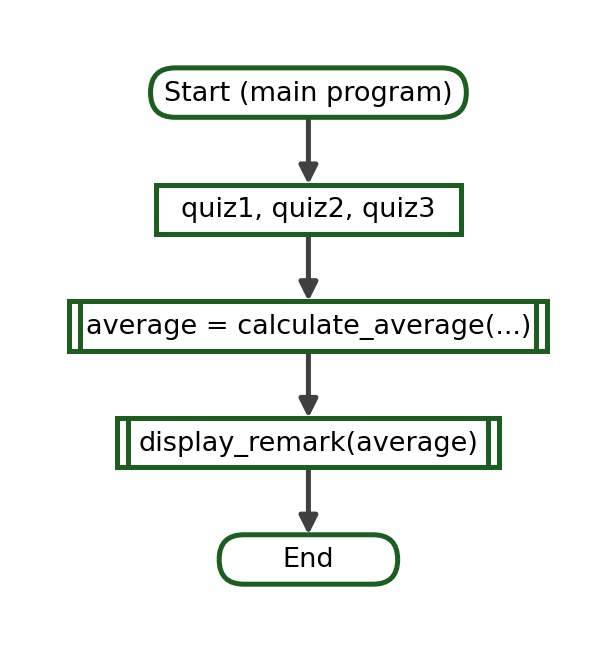 Start (main program)
quiz1, quiz2, quiz3
average = calculate_average(...)
display_remark(average)
End